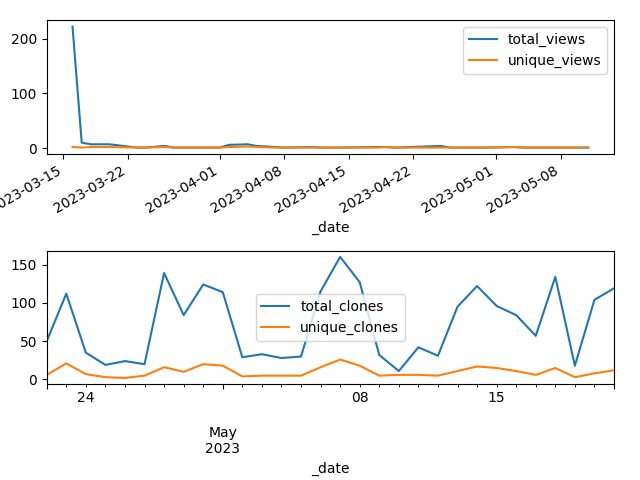 200
100
0
total_views
unique_views
2023-03-15
2023-03-22
2023-04-01
2023-04-08
2023-04-15
2023-04-22
2023-05-01
2023-05-08
_date
150
100
50
0
total_clones
unique_clones
24
08
15
May
2023
_date